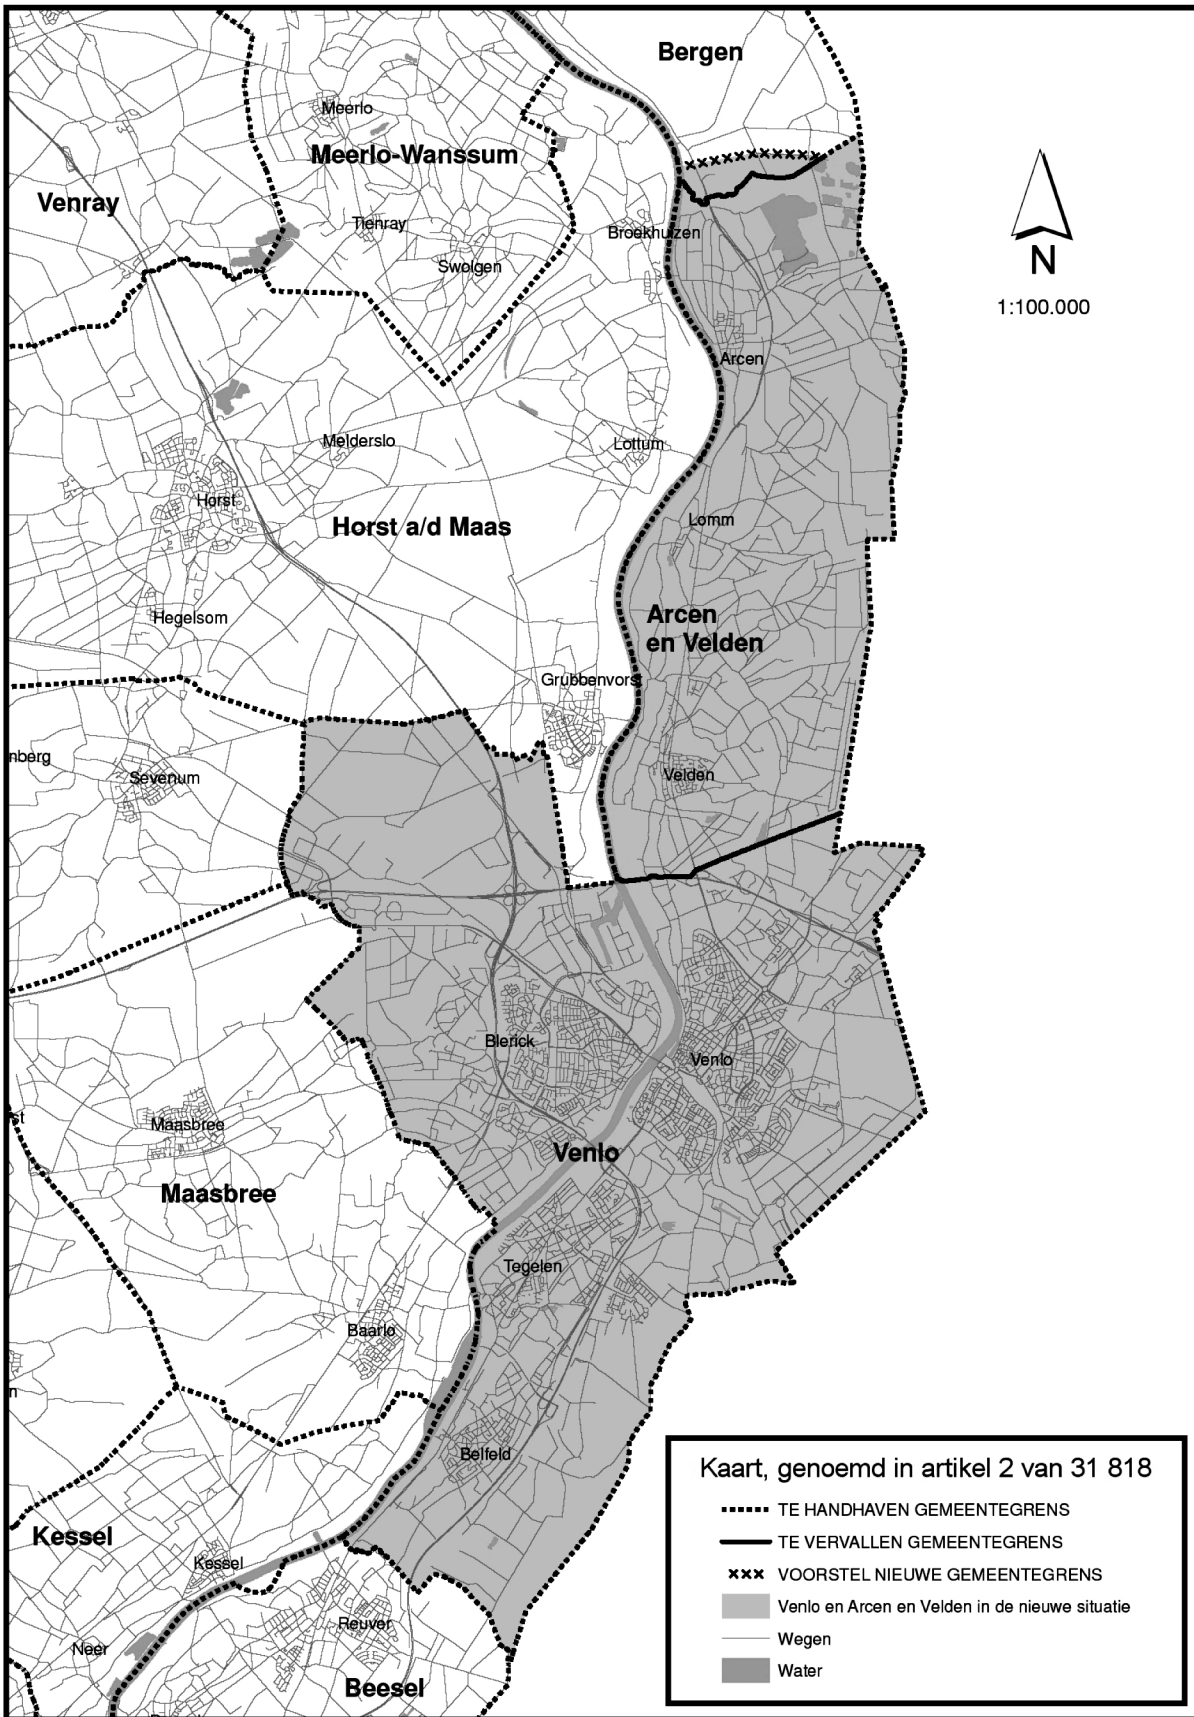 Bergen
Meerlo
Meerlo-Wanssum
Venray
Tienray
Broekhuizen
Swolgen
N
1:100.000
Arcen
Melderslo
Lottum
Horst
Horst a/d Maas
Lomm
Hegelsom
Arcen
en Velden
Grubbenvorst
nberg
Sevenum
Velden
Blerick
Venlo
st
Maasbree
Venlo
Maasbree
Tegelen
Baarlo
n
Belfeld
Kessel
Kessel
Reuver
Neer
Beesel
Kaart, genoemd in artikel 2 van 31 818
TE HANDHAVEN GEMEENTEGRENS
TE VERVALLEN GEMEENTEGRENS
VOORSTEL NIEUWE GEMEENTEGRENS
Venlo en Arcen en Velden in de nieuwe situatie
Wegen
Water